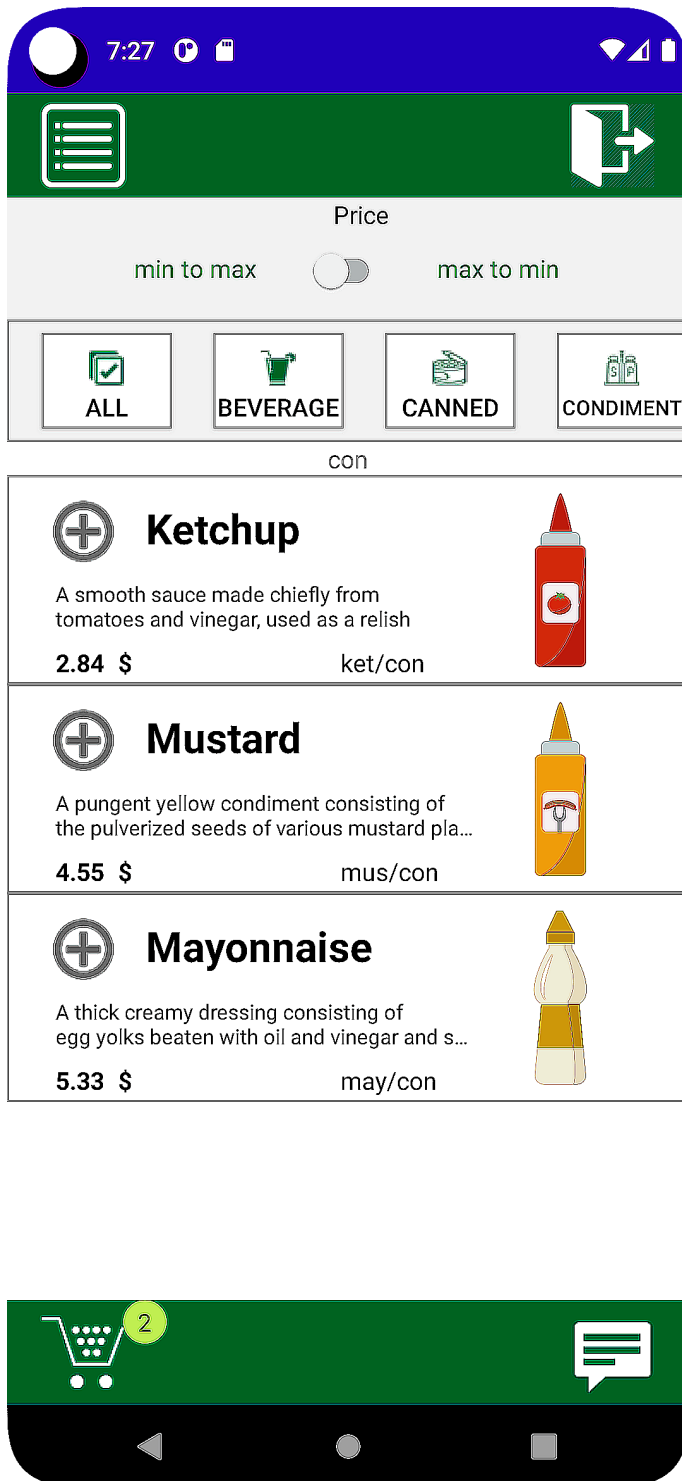 7:27
Price
min to max
max to min
ALL
BEVERAGE
CANNED
S P
CONDIMENT
con
Ketchup
A smooth sauce made chiefly from
tomatoes and vinegar, used as a relish
2.84 $
ket/con
Mustard
A pungent yellow condiment consisting of
the pulverized seeds of various mustard pla...
4.55 $
mus/con
Mayonnaise
A thick creamy dressing consisting of
egg yolks beaten with oil and vinegar and s...
5.33 $
may/con
2